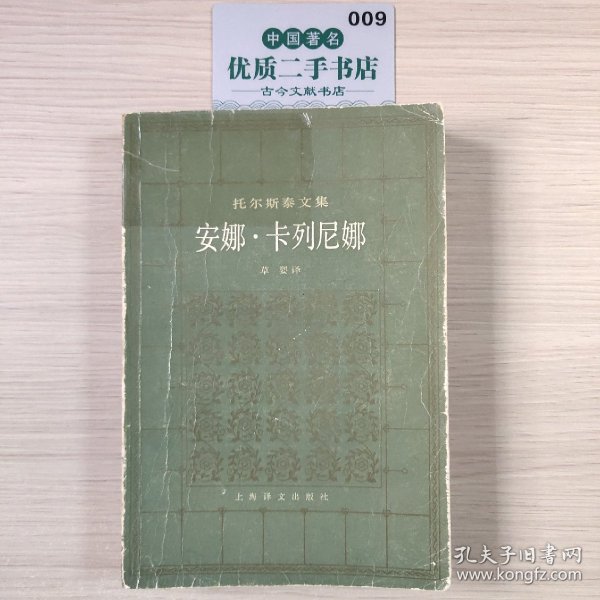 009
中国著名
优质二手书店
古今文献书店
托尔斯泰文集
安娜·卡列尼娜
草婴译
上海译文出版社
孔夫子旧书网
www.kongfz.com